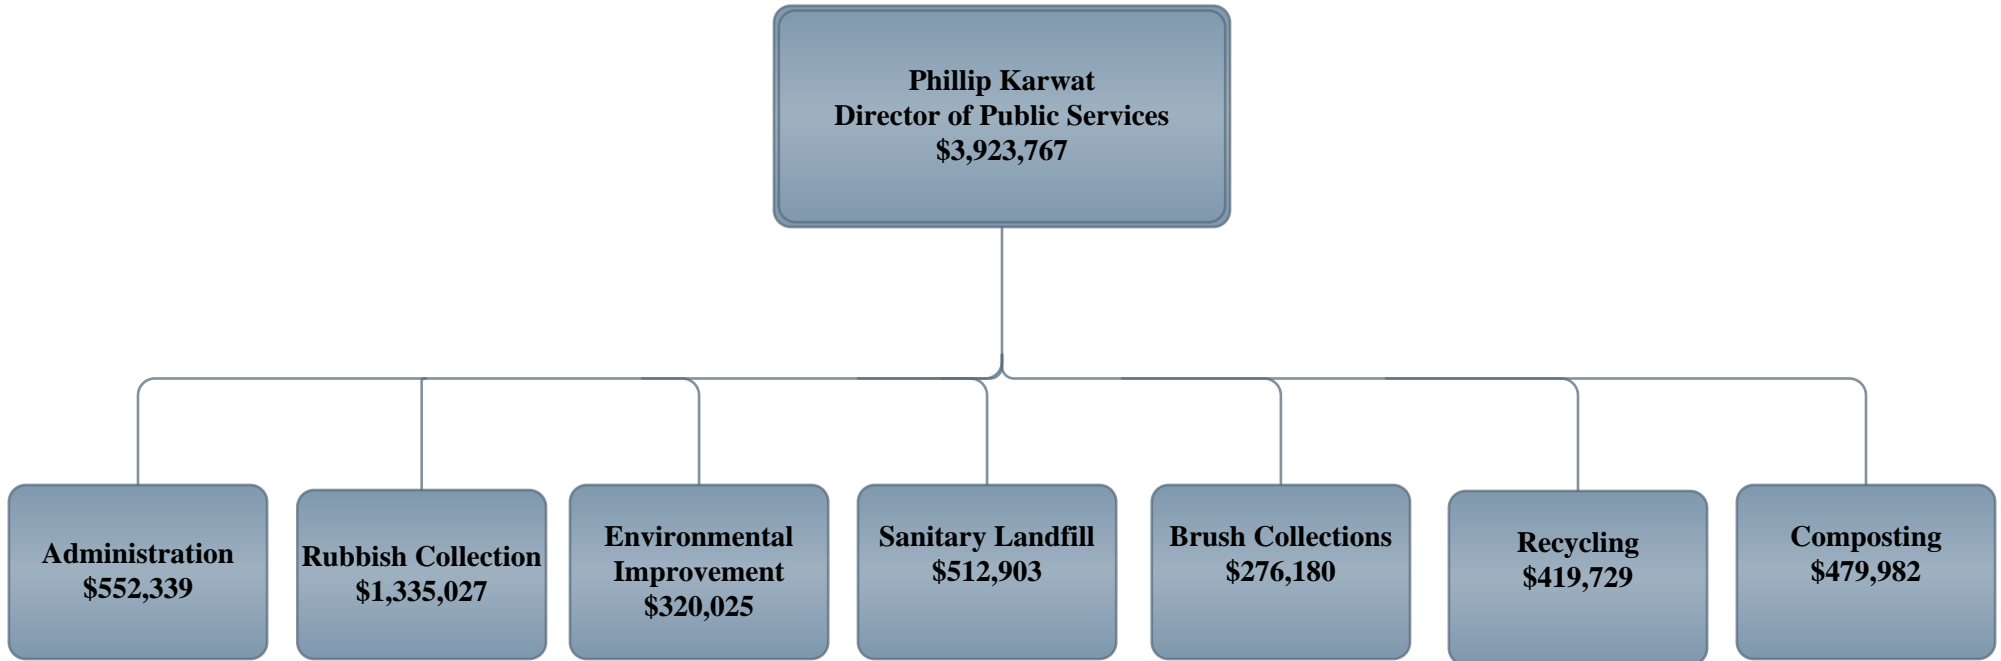 Phillip Karwat
Director of Public Services
$3,923,767
Administration
$552,339
Rubbish Collection
$1,335,027
Environmental
Improvement
$320,025
Sanitary Landfill
$512,903
Brush Collections
$276,180
Recycling
$419,729
Composting
$479,982